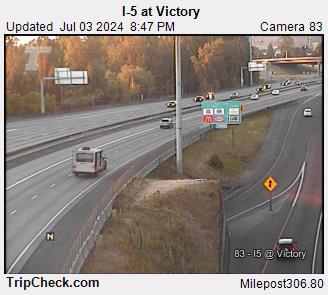 I-5 at Victory
Updated Jul 03 2024 8:47 PM
Camera 83
N
83 - I5 @ Victory
TripCheck.com
Milepost306.80